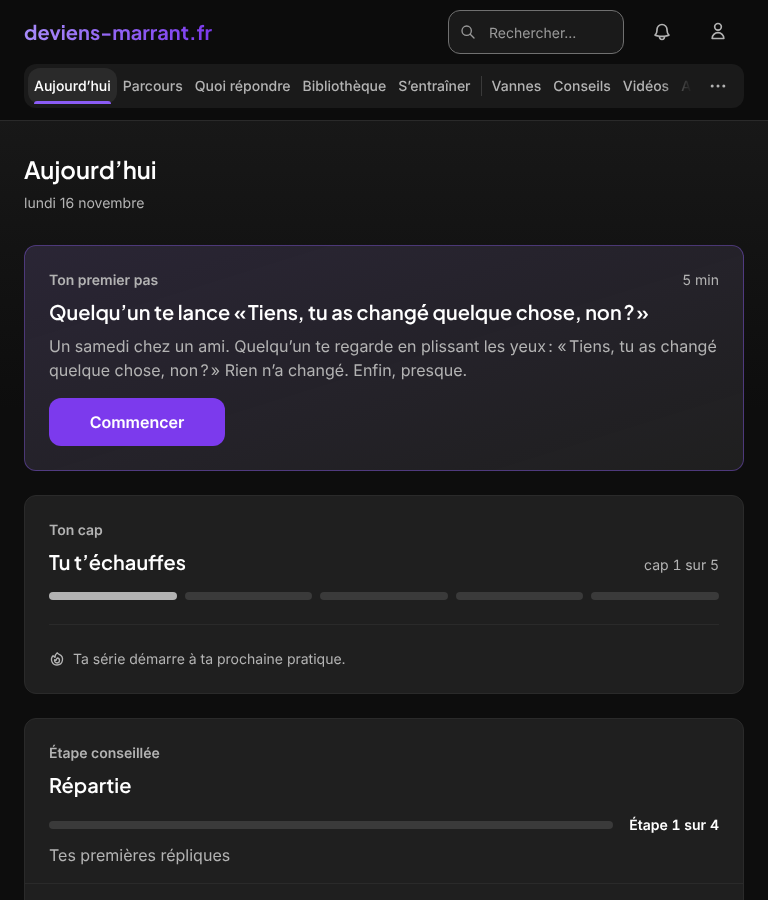 deviens-marrant.fr
Rechercher...
Aujourd’hui Parcours Quoi répondre Bibliothèque S’entraîner Vannes Conseils Vidéos
Aujourd’hui
lundi 16 novembre
Ton premier pas 5 min
Quelqu’un te lance « Tiens, tu as changé quelque chose, non ? »
Un samedi chez un ami. Quelqu’un te regarde en plissant les yeux : « Tiens, tu as changé
quelque chose, non ? » Rien n’a changé. Enfin, presque.
Commencer
Ton cap
Tu t’échauffes cap 1 sur 5
Ta série démarre à ta prochaine pratique.
Étape conseillée
Répartie
Étape 1 sur 4
Tes premières répliques